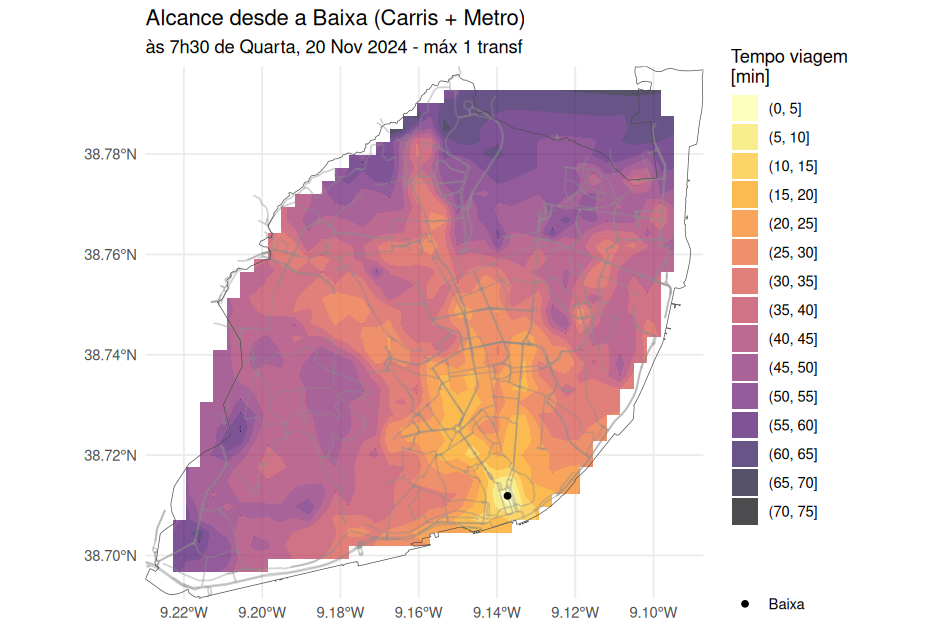 Alcance desde a Baixa (Carris + Metro)
às 7h30 de Quarta, 20 Nov 2024 - máx 1 transf
38.78°N
38.76°N
38.74°N
38.72°N
38.70°N
9.22°W
9.20°W
9.18°W
9.16°W
9.14°W
9.12°W
9.10°W
Tempo viagem
[min]
(0, 5]
(5, 10]
(10, 15]
(15, 20]
(20, 25]
(25, 30]
(30, 35]
(35, 40]
(40, 45]
(45, 50]
(50, 55]
(55, 60]
(60, 65]
(65, 70]
(70, 75]
Baixa